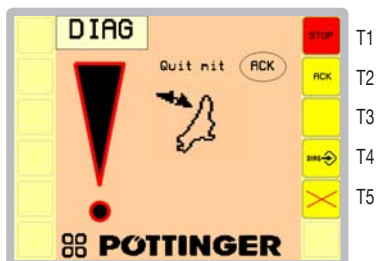 DIAG
STOP
T1
Quit mit ACK
ACK
T2
T3
DIAG
T4
T5
PÖTTINGER